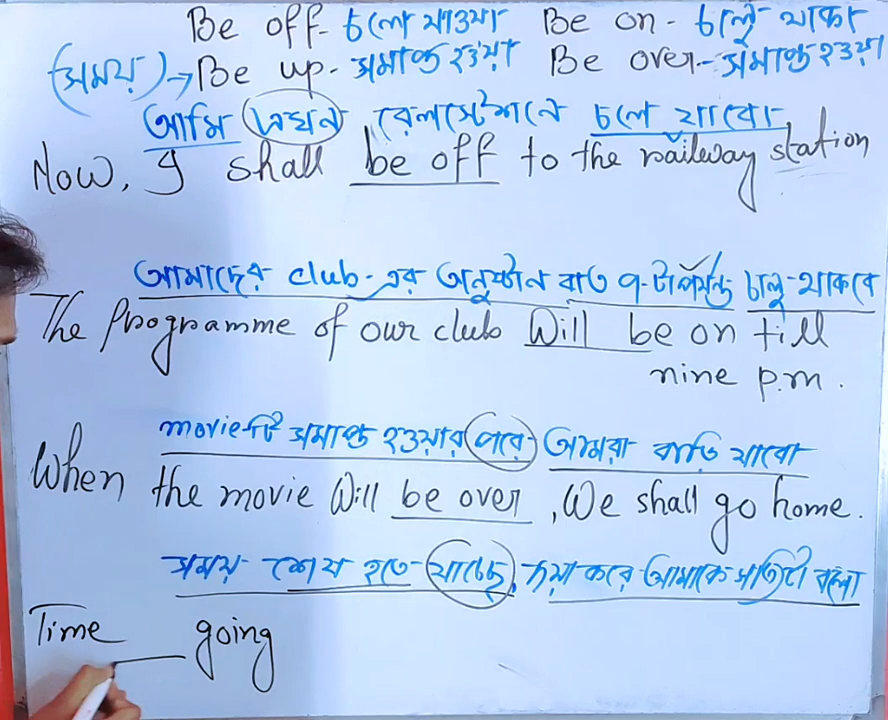 Be off - চলে যাওয়া Be on - চালু থাকা
(সময়) → Be up - সমাপ্ত হওয়া Be over - সমাপ্ত হওয়া
আমি এখন রেলস্টেশনে চলে যাবো
Now, I shall be off to the railway station
আমাদের club-এর অনুষ্ঠান রাত ৯-টা পর্যন্ত চালু থাকবে
The programme of our club will be on till
nine p.m.
movie-টি সমাপ্ত হওয়ার পরে আমরা বাড়ি যাবো
When the movie will be over, We shall go home.
সময় শেষ হতে যাচ্ছে, দয়া করে আমাকে সত্যিটা বলো
Time ___ going